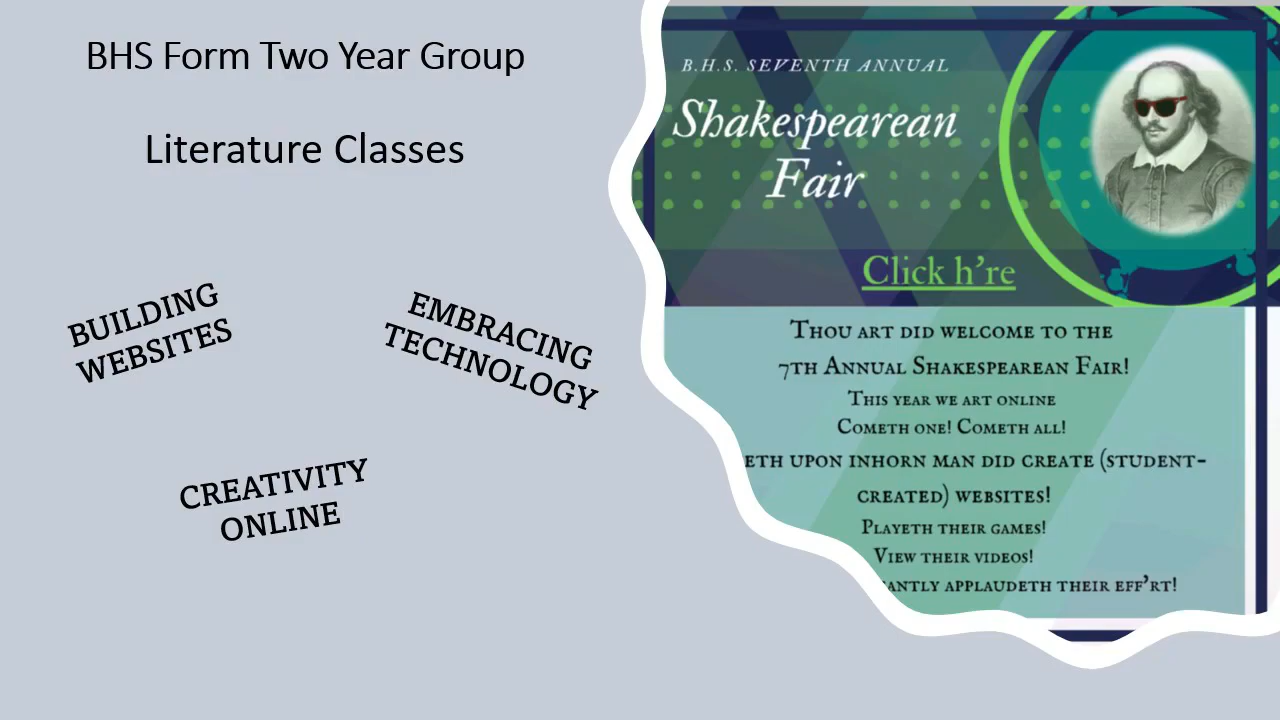 BHS Form Two Year Group
Literature Classes
BUILDING
WEBSITES
EMBRACING
TECHNOLOGY
CREATIVITY
ONLINE
B.H.S. SEVENTH ANNUAL
Shakespearean
Fair
Click h're
THOU ART DID WELCOME TO THE
7TH ANNUAL SHAKESPEAREAN FAIR!
THIS YEAR WE ART ONLINE
COMETH ONE! COMETH ALL!
UPON INHORN MAN DID CREATE (STUDENT-
CREATED) WEBSITES!
PLAYETH THEIR GAMES!
VIEW THEIR VIDEOS!
APPLAUDETH THEIR EFF'RT!